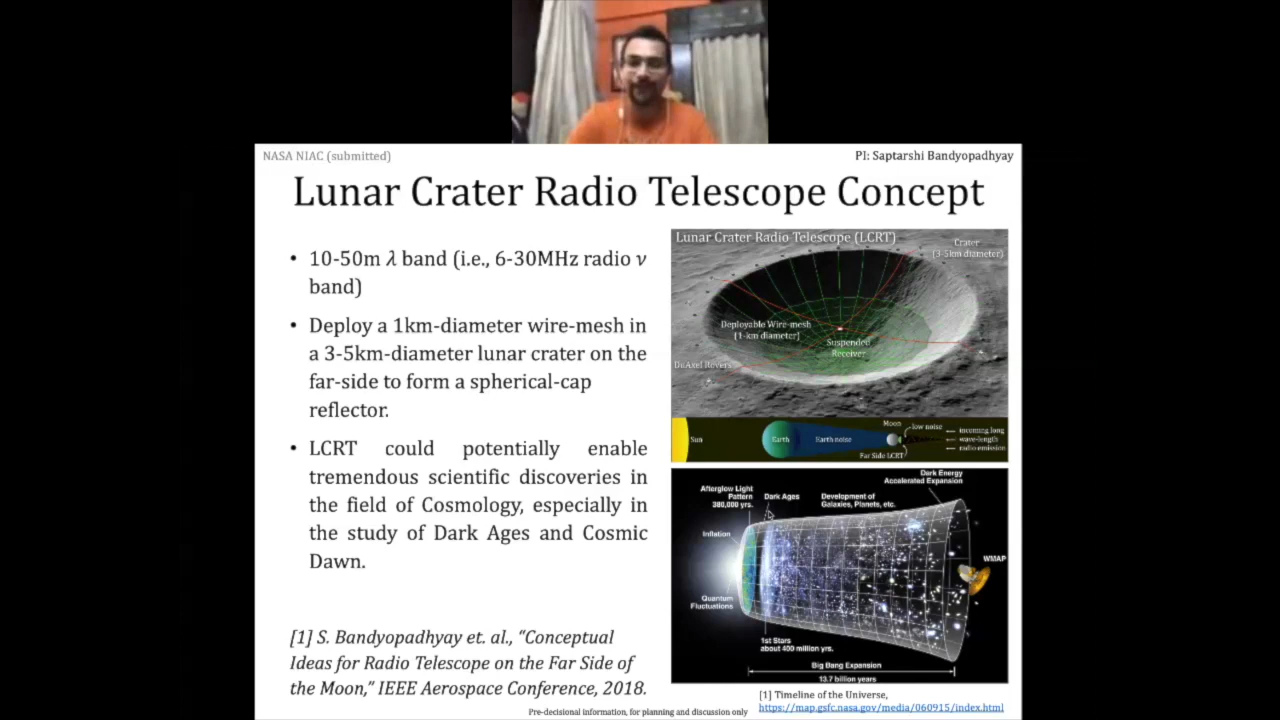 NASA NIAC (submitted)
PI: Saptarshi Bandyopadhyay
Lunar Crater Radio Telescope Concept
• 10-50m λ band (i.e., 6-30MHz radio ν
band)
• Deploy a 1km-diameter wire-mesh in
a 3-5km-diameter lunar crater on the
far-side to form a spherical-cap
reflector.
• LCRT could potentially enable
tremendous scientific discoveries in
the field of Cosmology, especially in
the study of Dark Ages and Cosmic
Dawn.
[1] S. Bandyopadhyay et. al., “Conceptual
Ideas for Radio Telescope on the Far Side of
the Moon,” IEEE Aerospace Conference, 2018.
Lunar Crater Radio Telescope (LCRT)
Crater
(3-5km diameter)
Deployable Wire-mesh
(1-km diameter)
Suspended
Receiver
DuAxel Rovers
Sun
Earth
Earth noise
Moon
low noise
Far Side LCRT
incoming long
wave-length
radio emission
Dark Energy
Accelerated Expansion
Afterglow Light
Pattern
380,000 yrs.
Dark Ages
Development of
Galaxies, Planets, etc.
Inflation
WMAP
Quantum
Fluctuations
1st Stars
about 400 million yrs.
Big Bang Expansion
13.7 billion years
[1] Timeline of the Universe,
https://map.gsfc.nasa.gov/media/060915/index.html
Pre-decisional information, for planning and discussion only